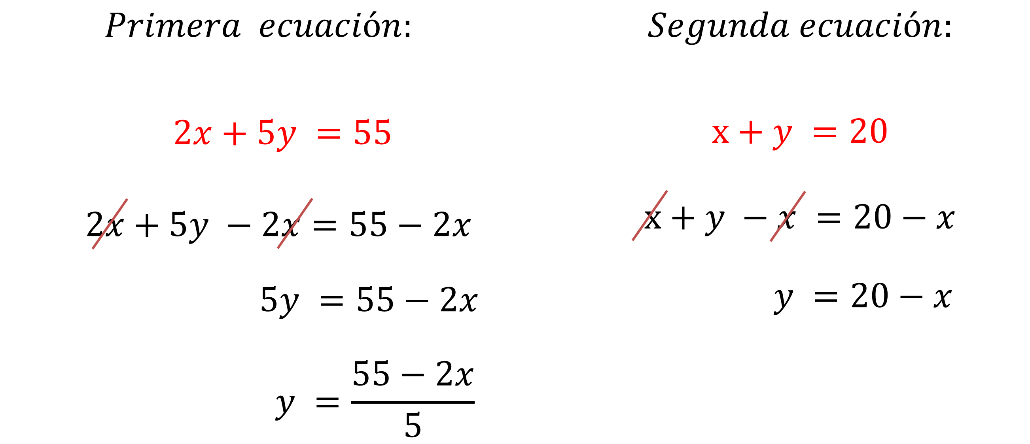 Primera ecuación:
2x + 5y = 55
2x + 5y − 2x = 55 − 2x
5y = 55 − 2x
y = 55 − 2x
5
Segunda ecuación:
x + y = 20
x + y − x = 20 − x
y = 20 − x